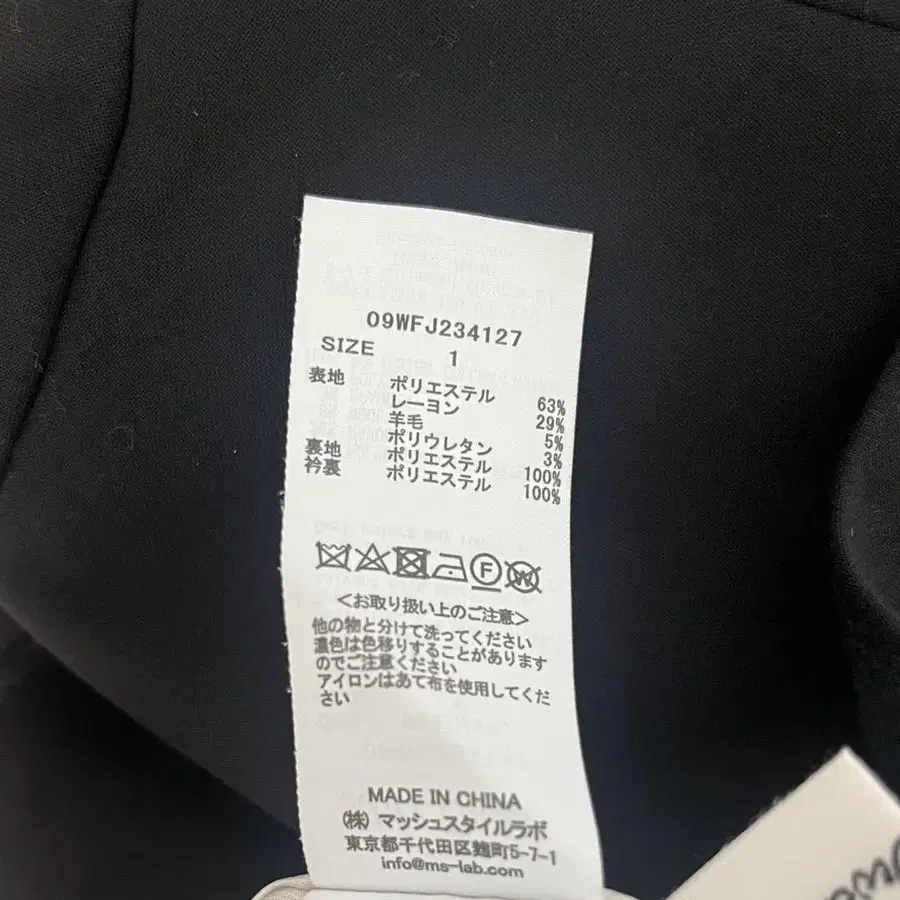 09WFJ234127
SIZE 1
表地 ポリエステル 63%
レーヨン 29%
羊毛 5%
ポリウレタン 3%
裏地 ポリエステル 100%
衿裏 ポリエステル 100%
F W
<お取り扱い上のご注意>
他の物と分けて洗ってください
濃色は色移りすることがあります
のでご注意ください
アイロンはあて布を使用してくだ
さい
MADE IN CHINA
(株) マッシュスタイルラボ
東京都千代田区麹町5-7-1
info@ms-lab.com